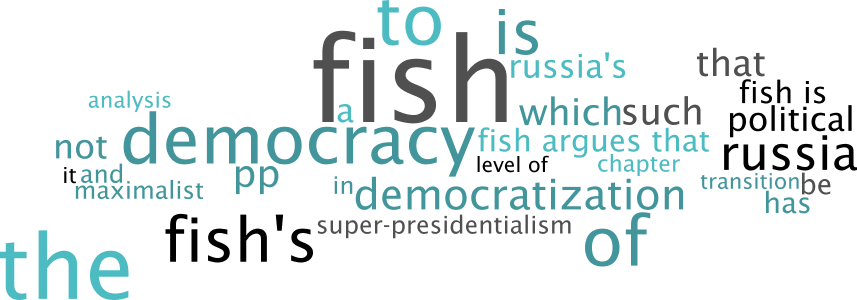 to
is
fish
russia's
that
analysis
a
fish is
which
such
political
not
democracy
fish argues that
russia
level of
chapter
it
and
pp
in
transition
be
maximalist
democratization
has
fish's
super-presidentialism
of
the